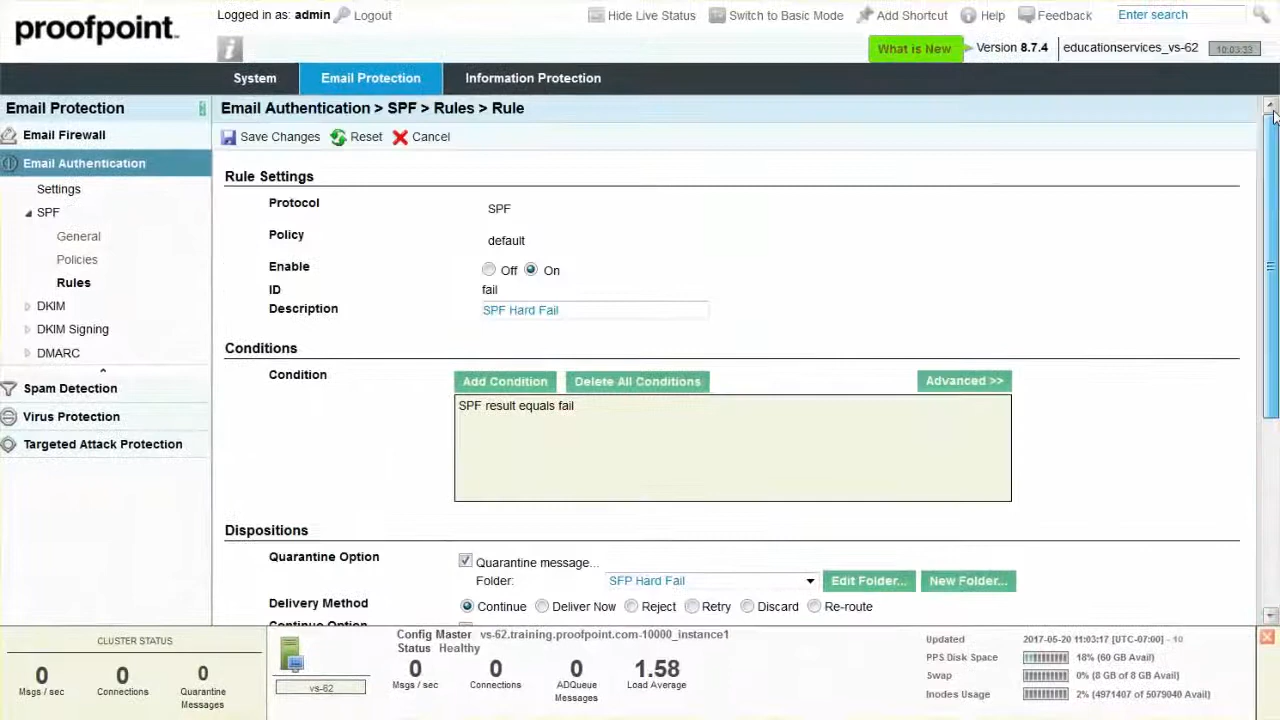 proofpoint.
Logged in as: admin Logout
Hide Live Status Switch to Basic Mode Add Shortcut Help Feedback Enter search
What is New Version 8.7.4 educationservices_vs-62 10:03:33
System Email Protection Information Protection
Email Protection
Email Firewall
Email Authentication
Settings
SPF
General
Policies
Rules
DKIM
DKIM Signing
DMARC
Spam Detection
Virus Protection
Targeted Attack Protection
Email Authentication > SPF > Rules > Rule
Save Changes Reset Cancel
Rule Settings
Protocol SPF
Policy default
Enable Off On
ID fail
Description SPF Hard Fail
Conditions
Condition Add Condition Delete All Conditions Advanced >>
SPF result equals fail
Dispositions
Quarantine Option Quarantine message...
Folder: SFP Hard Fail Edit Folder... New Folder...
Delivery Method Continue Deliver Now Reject Retry Discard Re-route
Continue Option
CLUSTER STATUS
0 0 0
Msgs / sec Connections Quarantine Messages
vs-62
Config Master vs-62.training.proofpoint.com-10000_instance1
Status Healthy
0 0 0 1.58
Msgs / sec Connections ADQueue Messages Load Average
Updated 2017-05-20 11:03:17 [UTC-07:00] - 10
PPS Disk Space 18% (60 GB Avail)
Swap 0% (8 GB of 8 GB Avail)
Inodes Usage 2% (4971407 of 5079040 Avail)